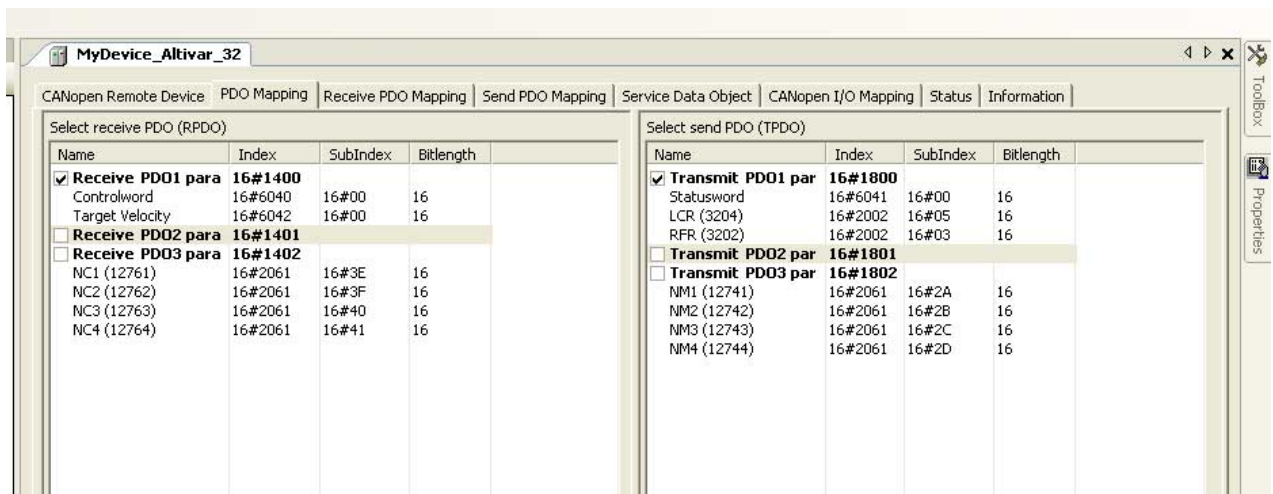 MyDevice_Altivar_32
CANopen Remote Device PDO Mapping Receive PDO Mapping Send PDO Mapping Service Data Object CANopen I/O Mapping Status Information
Select receive PDO (RPDO)
Name Index SubIndex Bitlength
Receive PDO1 para 16#1400
Controlword 16#6040 16#00 16
Target Velocity 16#6042 16#00 16
Receive PDO2 para 16#1401
Receive PDO3 para 16#1402
NC1 (12761) 16#2061 16#3E 16
NC2 (12762) 16#2061 16#3F 16
NC3 (12763) 16#2061 16#40 16
NC4 (12764) 16#2061 16#41 16
Select send PDO (TPDO)
Name Index SubIndex Bitlength
Transmit PDO1 par 16#1800
Statusword 16#6041 16#00 16
LCR (3204) 16#2002 16#05 16
RFR (3202) 16#2002 16#03 16
Transmit PDO2 par 16#1801
Transmit PDO3 par 16#1802
NM1 (12741) 16#2061 16#2A 16
NM2 (12742) 16#2061 16#2B 16
NM3 (12743) 16#2061 16#2C 16
NM4 (12744) 16#2061 16#2D 16
ToolBox
Properties